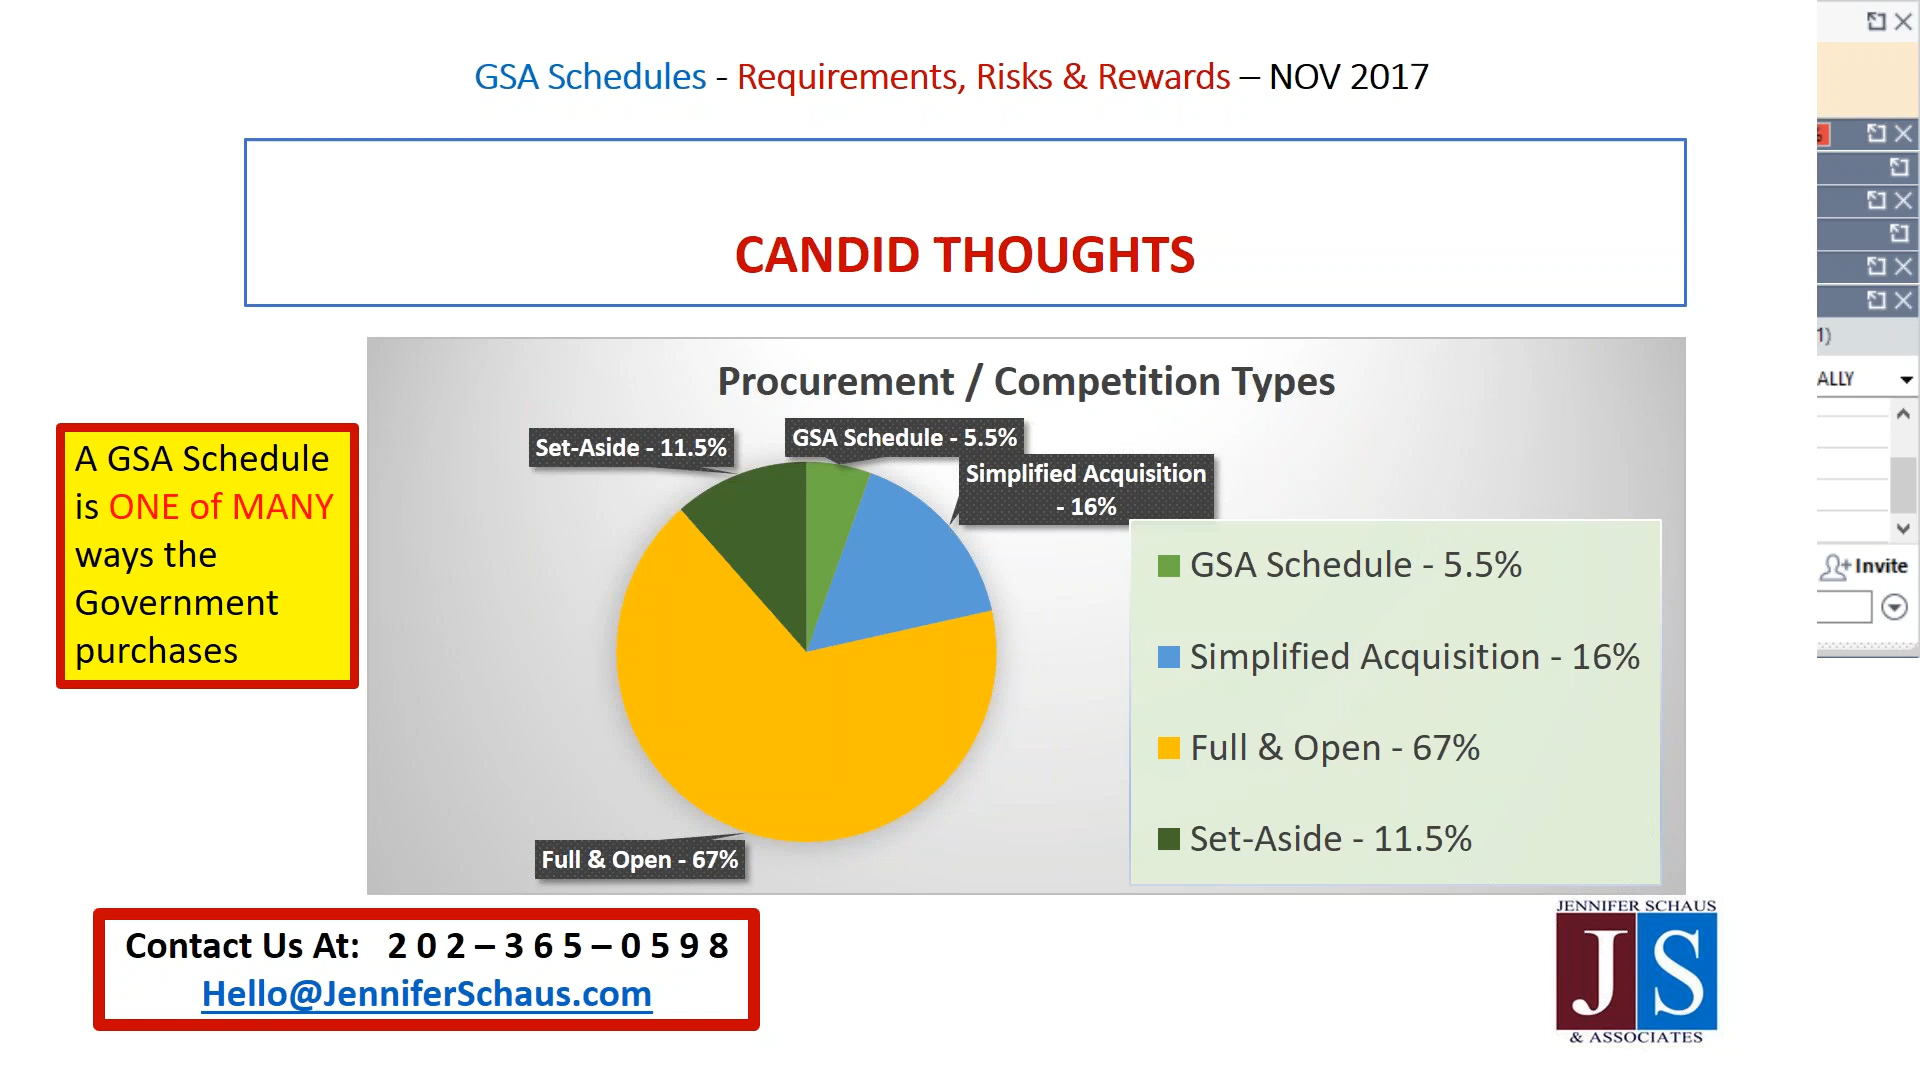 GSA Schedules - Requirements, Risks & Rewards – NOV 2017
CANDID THOUGHTS
A GSA Schedule
is ONE of MANY
ways the
Government
purchases
Procurement / Competition Types
Set-Aside - 11.5%
GSA Schedule - 5.5%
Simplified Acquisition
- 16%
Full & Open - 67%
GSA Schedule - 5.5%
Simplified Acquisition - 16%
Full & Open - 67%
Set-Aside - 11.5%
Contact Us At: 2 0 2 – 3 6 5 – 0 5 9 8
Hello@JenniferSchaus.com
JENNIFER SCHAUS
JS
& ASSOCIATES
1)
ALLY
Invite